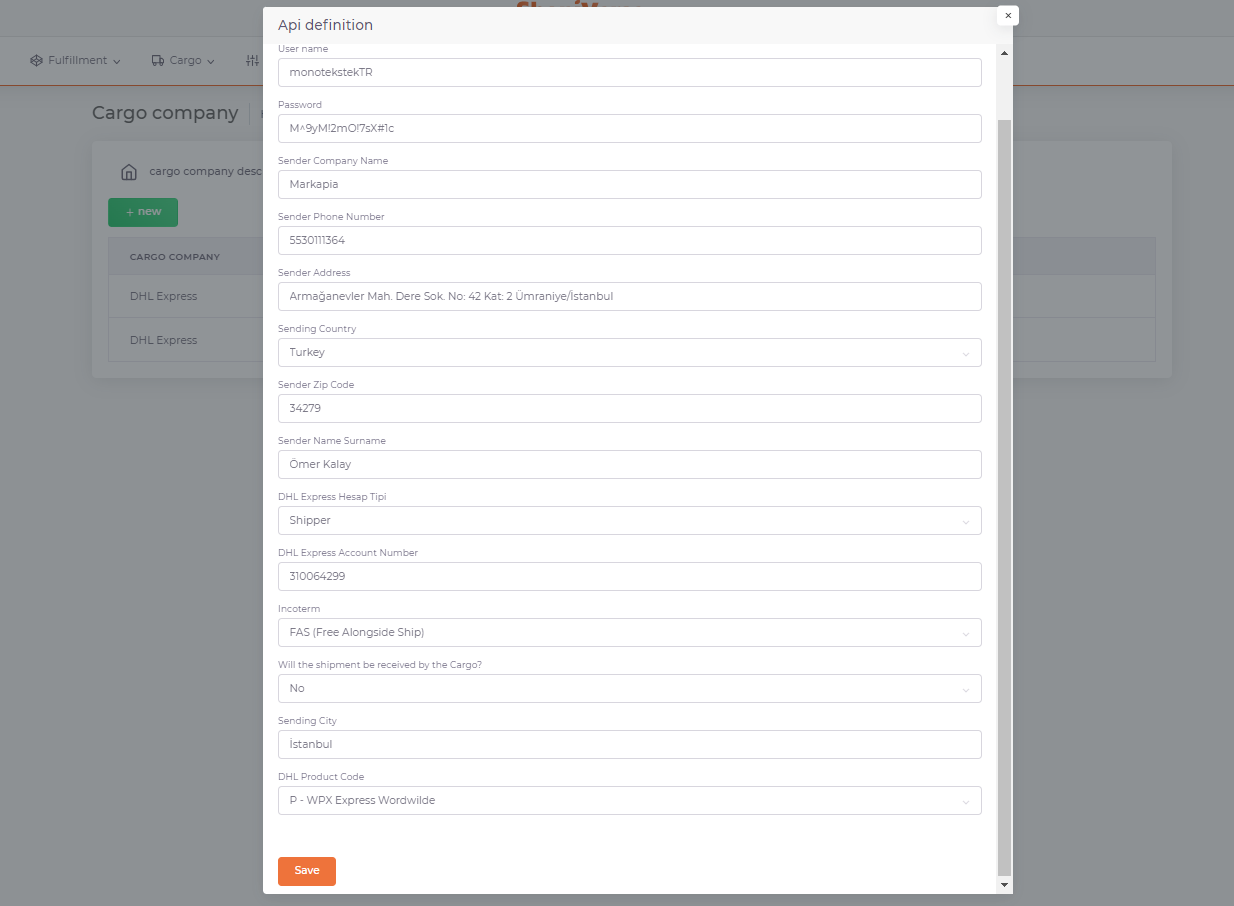 Api definition
×
Fulfillment
Cargo
User name
monotekstekTR
Cargo company
Password
M^9yM!2mO!7sX#1c
Sender Company Name
cargo company desc
Markapia
+ new
Sender Phone Number
5530111364
CARGO COMPANY
Sender Address
DHL Express
Armağanevler Mah. Dere Sok. No: 42 Kat: 2 Ümraniye/İstanbul
Sending Country
DHL Express
Turkey
Sender Zip Code
34279
Sender Name Surname
Ömer Kalay
DHL Express Hesap Tipi
Shipper
DHL Express Account Number
310064299
Incoterm
FAS (Free Alongside Ship)
Will the shipment be received by the Cargo?
No
Sending City
İstanbul
DHL Product Code
P - WPX Express Wordwilde
Save